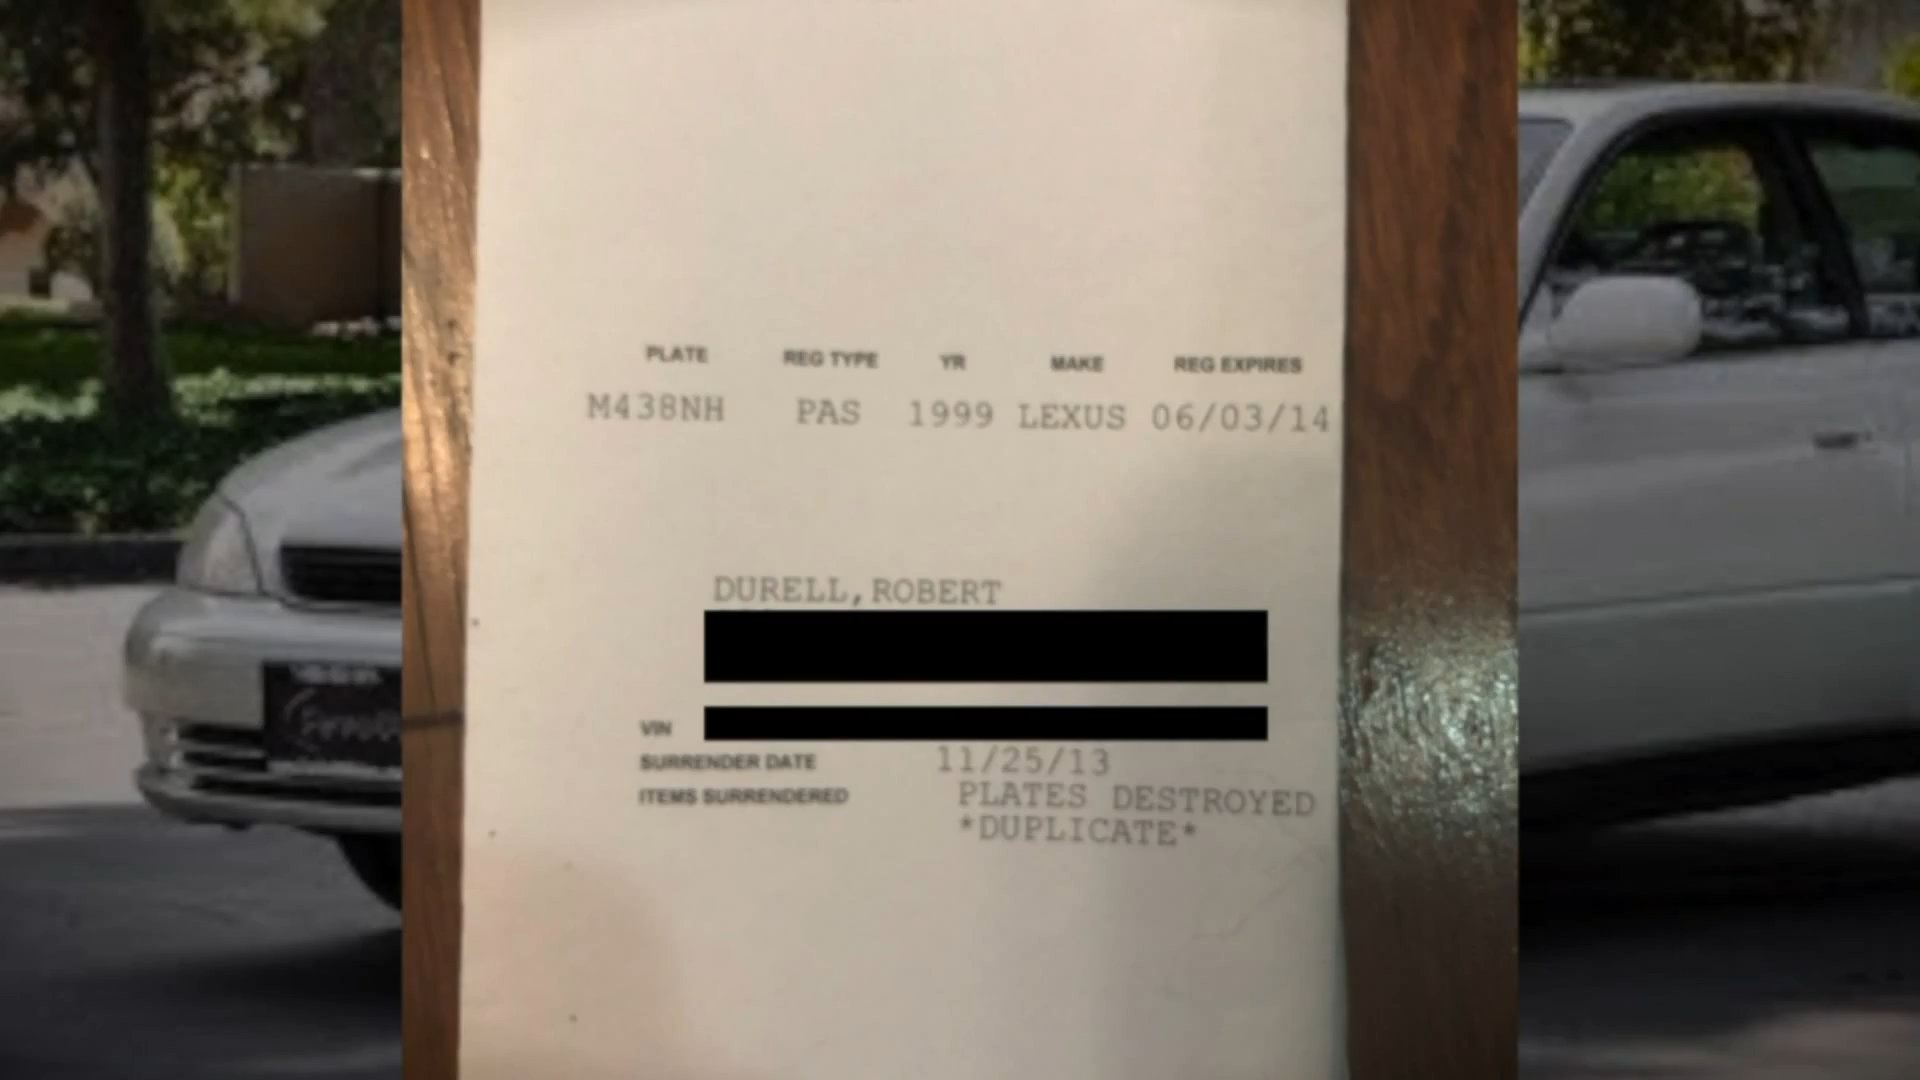 PLATE REG TYPE YR MAKE REG EXPIRES
M438NH PAS 1999 LEXUS 06/03/14
DURELL,ROBERT
VIN
SURRENDER DATE 11/25/13
ITEMS SURRENDERED PLATES DESTROYED
*DUPLICATE*